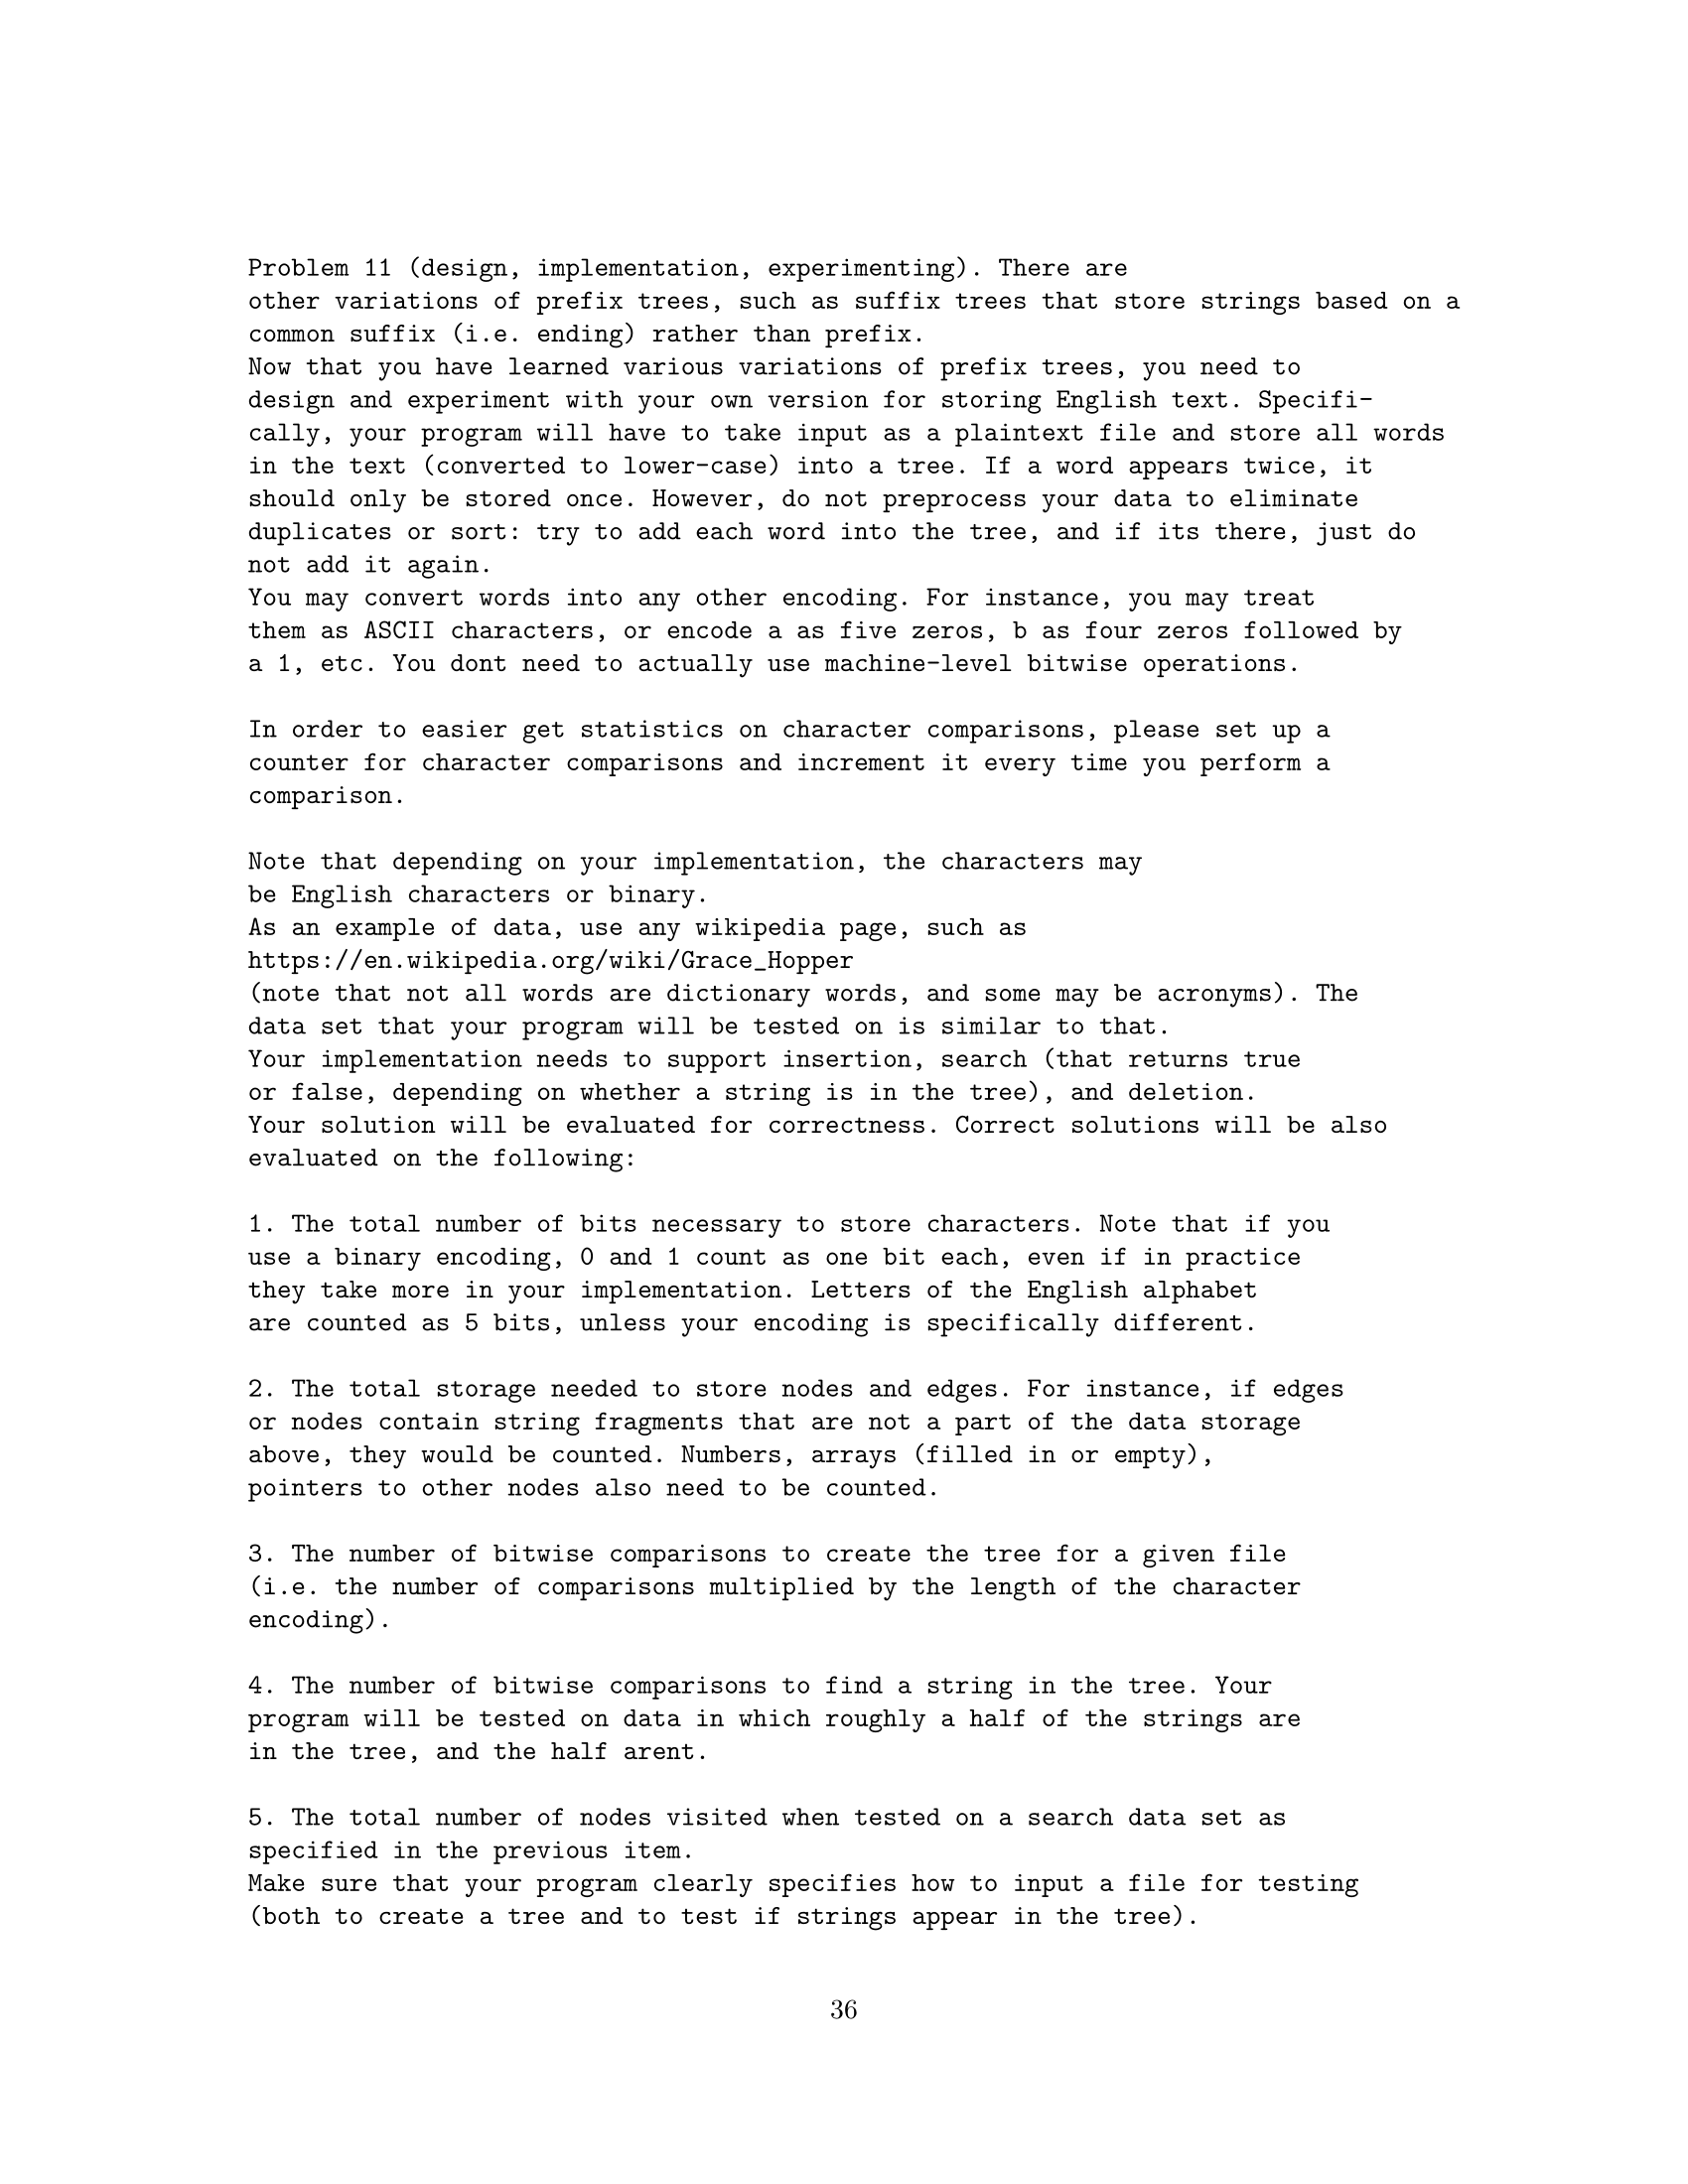 Problem 11 (design, implementation, experimenting). There are
other variations of prefix trees, such as suffix trees that store strings based on a
common suffix (i.e. ending) rather than prefix.
Now that you have learned various variations of prefix trees, you need to
design and experiment with your own version for storing English text. Specifi-
cally, your program will have to take input as a plaintext file and store all words
in the text (converted to lower-case) into a tree. If a word appears twice, it
should only be stored once. However, do not preprocess your data to eliminate
duplicates or sort: try to add each word into the tree, and if its there, just do
not add it again.
You may convert words into any other encoding. For instance, you may treat
them as ASCII characters, or encode a as five zeros, b as four zeros followed by
a 1, etc. You dont need to actually use machine-level bitwise operations.
In order to easier get statistics on character comparisons, please set up a
counter for character comparisons and increment it every time you perform a
comparison.
Note that depending on your implementation, the characters may
be English characters or binary.
As an example of data, use any wikipedia page, such as
https://en.wikipedia.org/wiki/Grace_Hopper
(note that not all words are dictionary words, and some may be acronyms). The
data set that your program will be tested on is similar to that.
Your implementation needs to support insertion, search (that returns true
or false, depending on whether a string is in the tree), and deletion.
Your solution will be evaluated for correctness. Correct solutions will be also
evaluated on the following:
1. The total number of bits necessary to store characters. Note that if you
use a binary encoding, 0 and 1 count as one bit each, even if in practice
they take more in your implementation. Letters of the English alphabet
are counted as 5 bits, unless your encoding is specifically different.
2. The total storage needed to store nodes and edges. For instance, if edges
or nodes contain string fragments that are not a part of the data storage
above, they would be counted. Numbers, arrays (filled in or empty),
pointers to other nodes also need to be counted.
3. The number of bitwise comparisons to create the tree for a given file
(i.e. the number of comparisons multiplied by the length of the character
encoding).
4. The number of bitwise comparisons to find a string in the tree. Your
program will be tested on data in which roughly a half of the strings are
in the tree, and the half arent.
5. The total number of nodes visited when tested on a search data set as
specified in the previous item.
Make sure that your program clearly specifies how to input a file for testing
(both to create a tree and to test if strings appear in the tree).
36